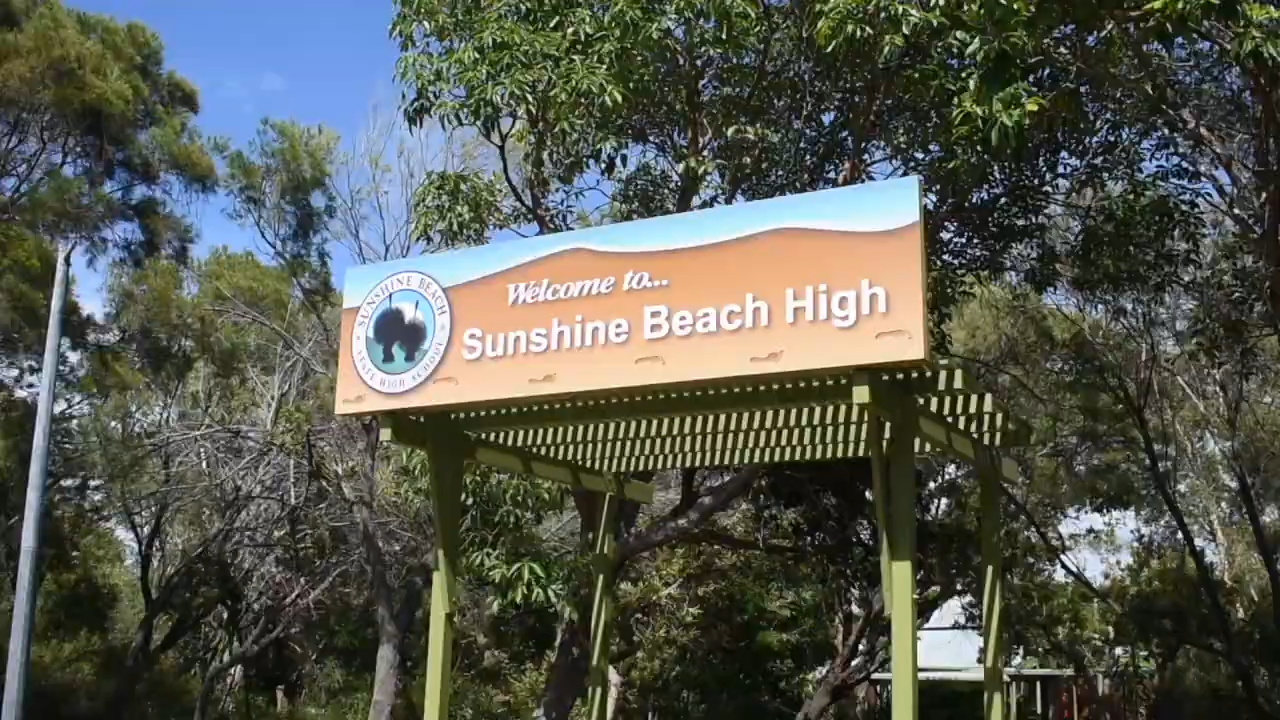 SUNSHINE BEACH
STATE HIGH SCHOOL
Welcome to...
Sunshine Beach High